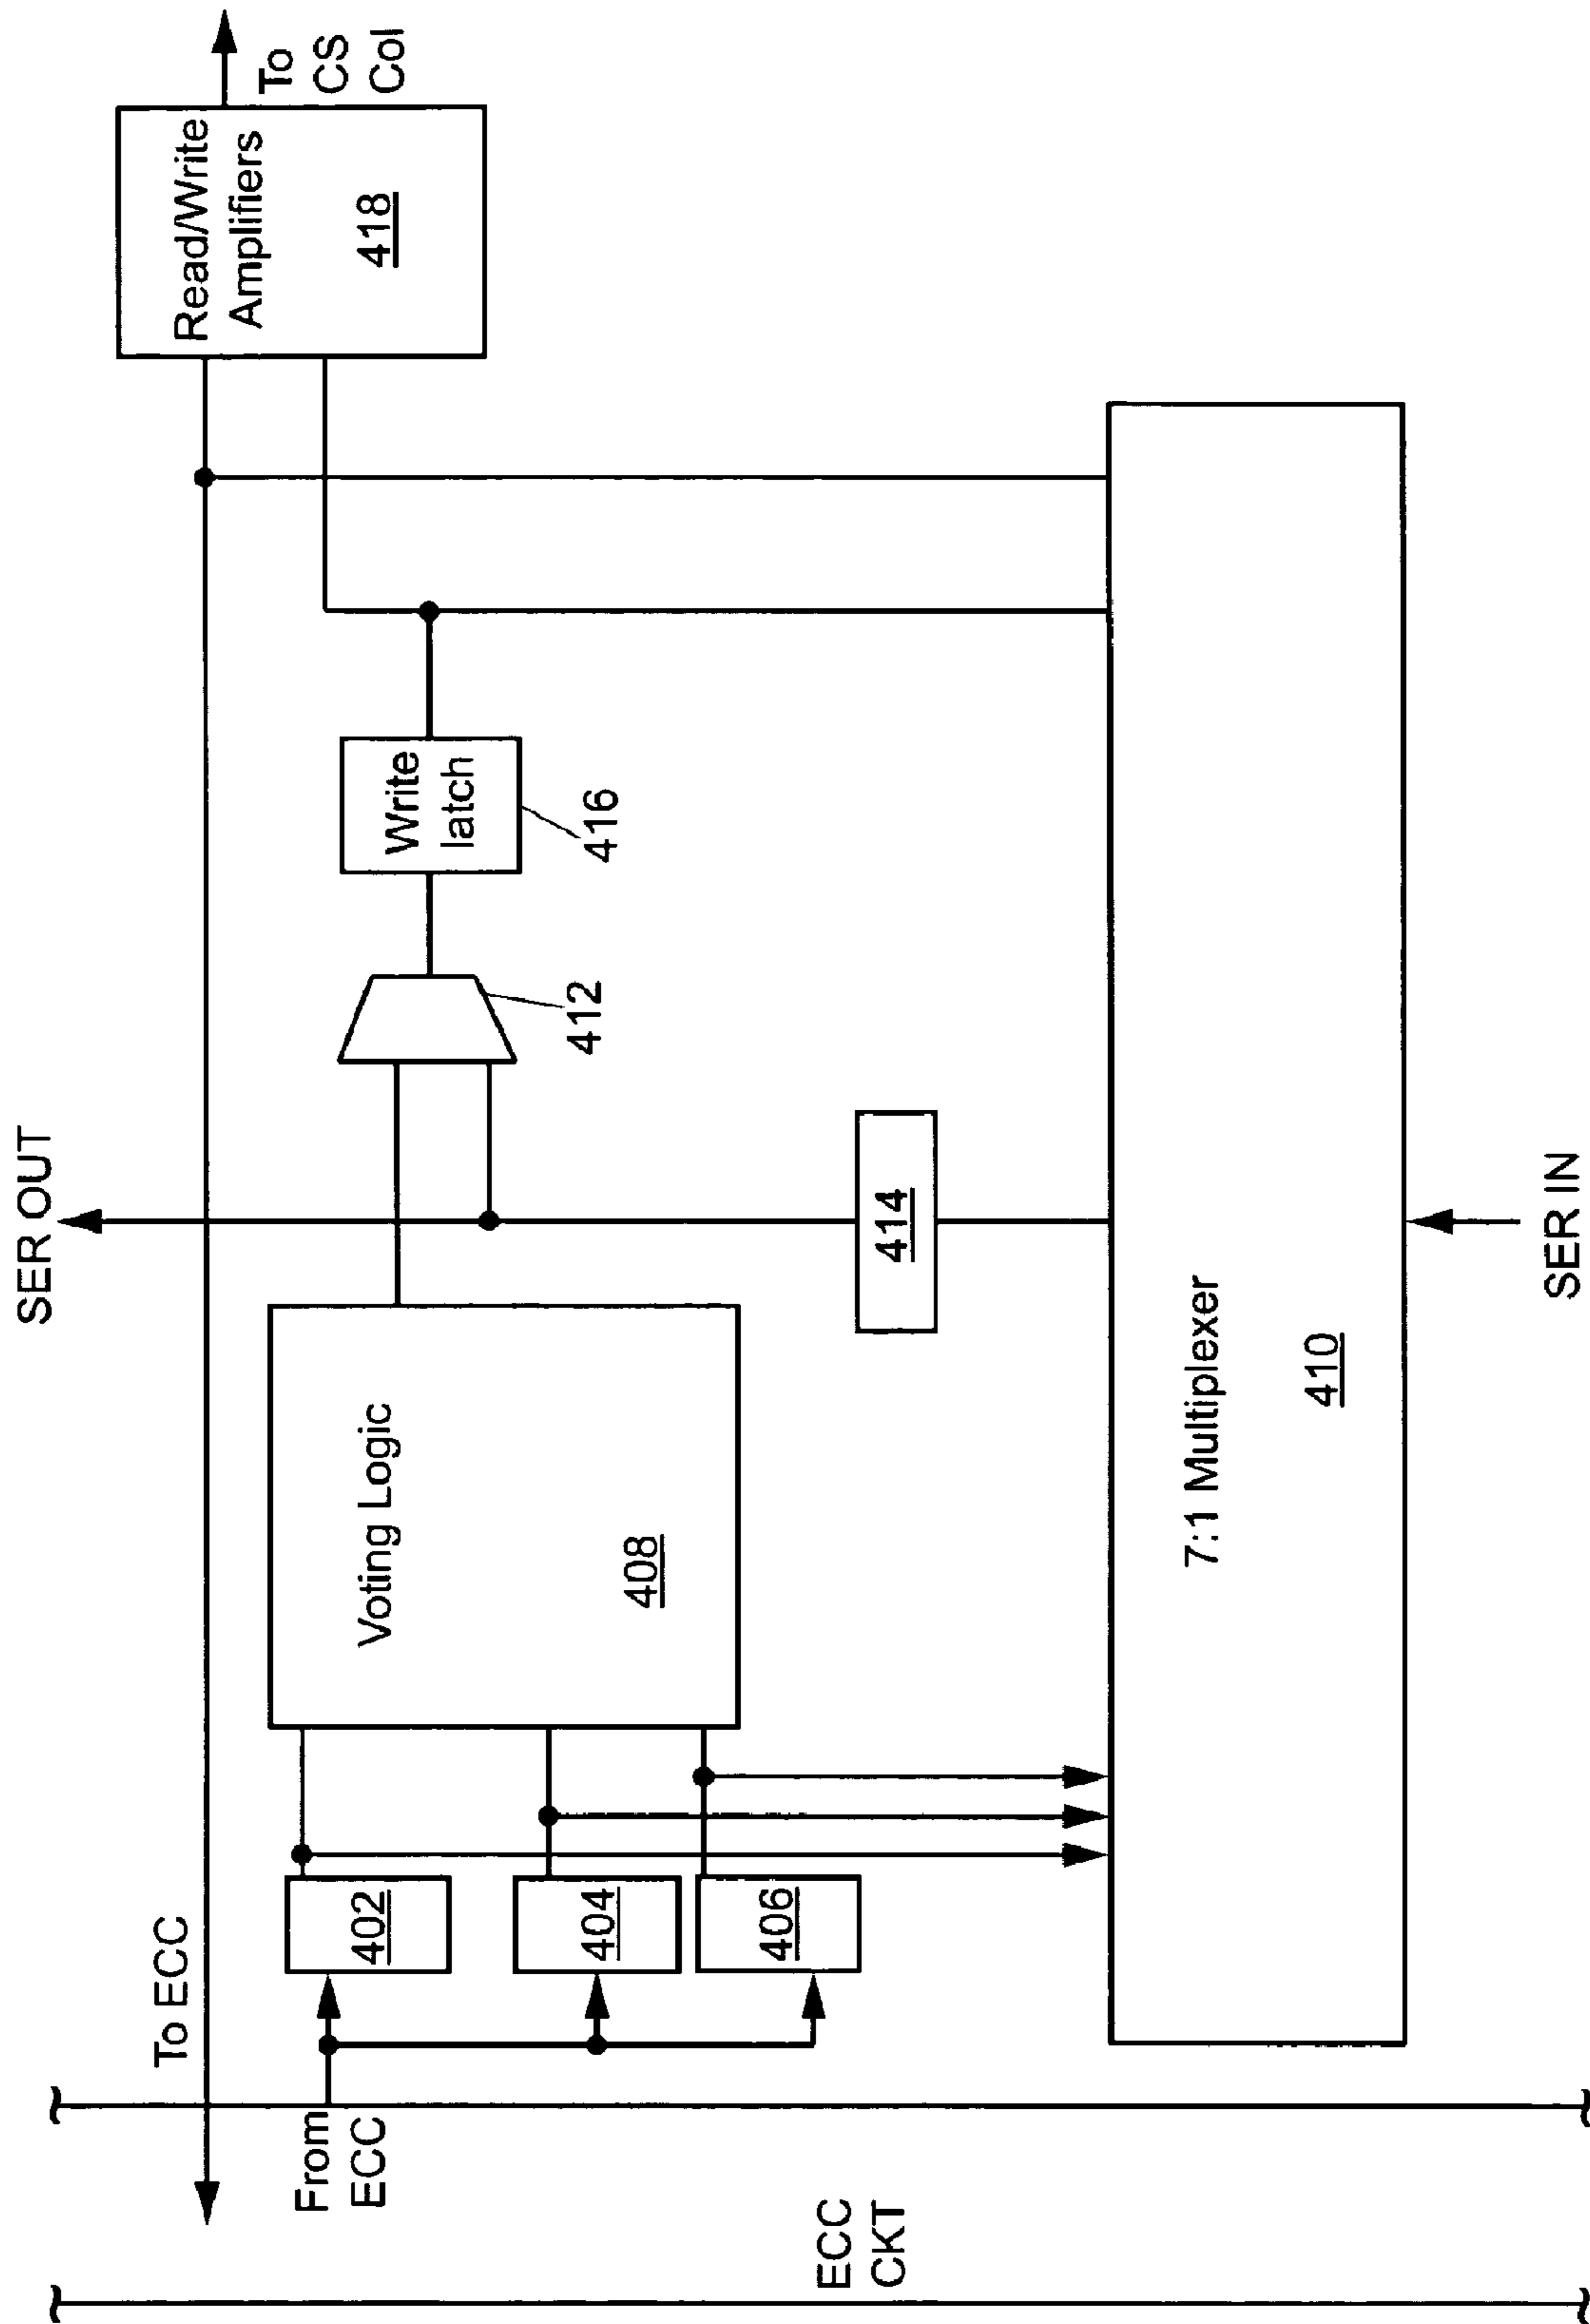 SER OUT
To ECC
From
ECC
ECC
CKT
402
404
406
Voting Logic
408
412
414
Write
latch
416
Read/Write
Amplifiers
418
To
CS
Col
7:1 Multiplexer
410
SER IN